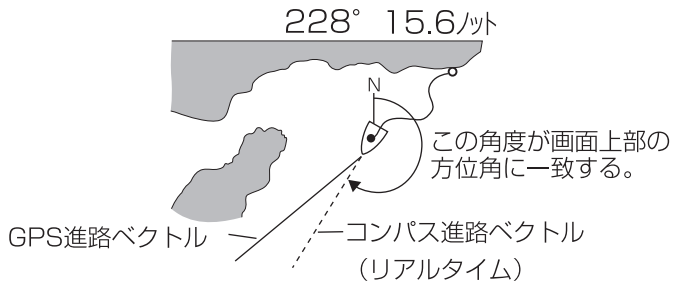 228° 15.6ノット
N
この角度が画面上部の
方位角に一致する。
GPS進路ベクトル
コンパス進路ベクトル
（リアルタイム）